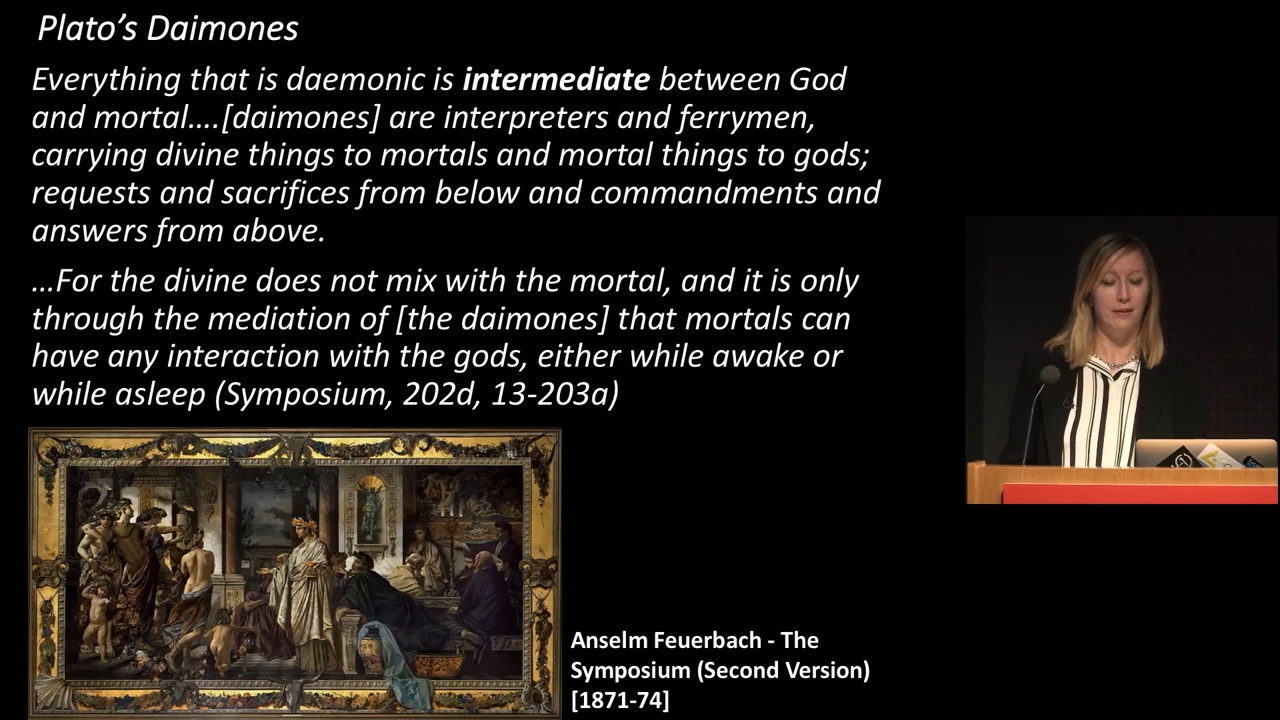 Plato’s Daimones
Everything that is daemonic is intermediate between God
and mortal....[daimones] are interpreters and ferrymen,
carrying divine things to mortals and mortal things to gods;
requests and sacrifices from below and commandments and
answers from above.
...For the divine does not mix with the mortal, and it is only
through the mediation of [the daimones] that mortals can
have any interaction with the gods, either while awake or
while asleep (Symposium, 202d, 13-203a)
Anselm Feuerbach - The
Symposium (Second Version)
[1871-74]